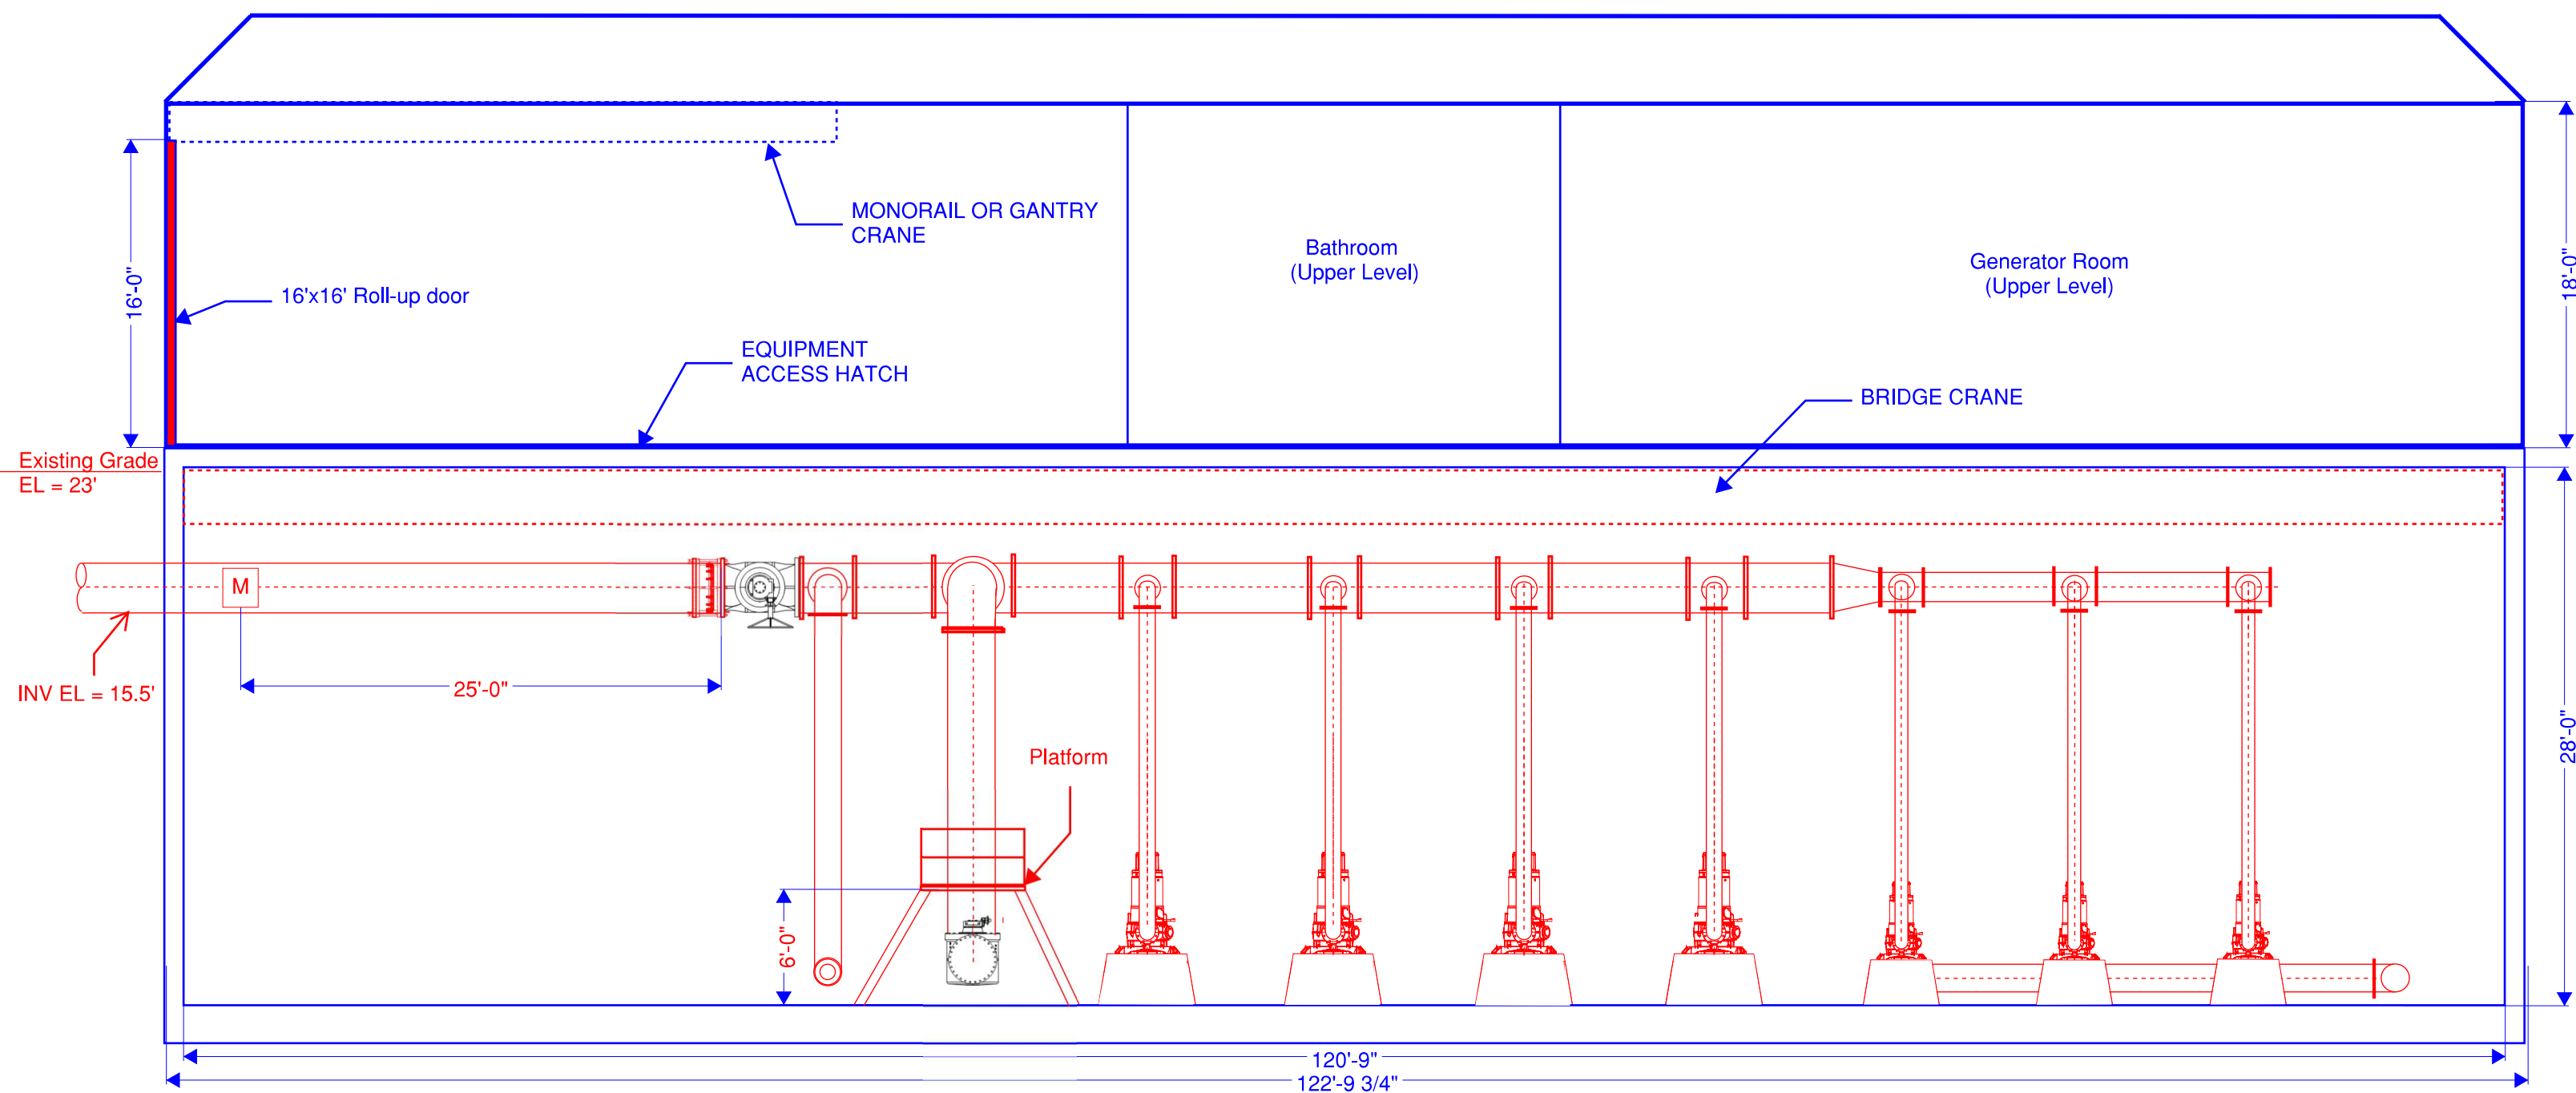 MONORAIL OR GANTRY
CRANE
Bathroom
(Upper Level)
Generator Room
(Upper Level)
16'-0"
18'-0"
16'x16' Roll-up door
EQUIPMENT
ACCESS HATCH
BRIDGE CRANE
Existing Grade
EL = 23'
M
INV EL = 15.5'
25'-0"
28'-0"
Platform
6'-0"
120'-9"
122'-9 3/4"